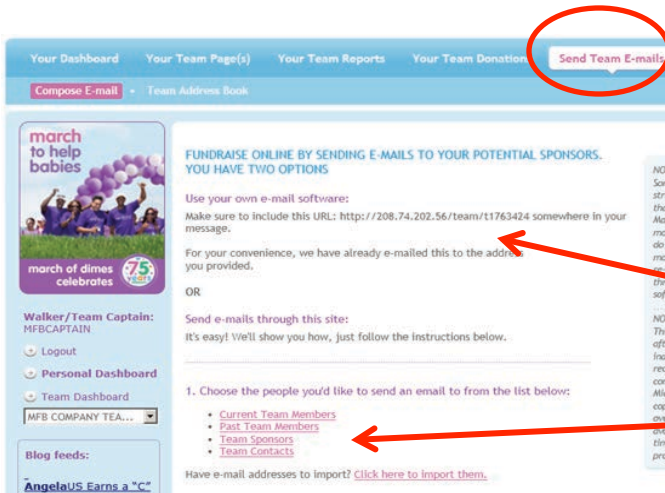 Your Dashboard Your Team Page(s) Your Team Reports Your Team Donation Send Team E-mails
Compose E-mail • Team Address Book
march
to help
babies
march of dimes
celebrates
75
years
Walker/Team Captain:
MFBCAPTAIN
Logout
Personal Dashboard
Team Dashboard
MFB COMPANY TEA...
Blog feeds:
AngelaUS Earns a "C"
FUNDRAISE ONLINE BY SENDING E-MAILS TO YOUR POTENTIAL SPONSORS.
YOU HAVE TWO OPTIONS
Use your own e-mail software:
Make sure to include this URL: http://208.74.202.56/team/t1763424 somewhere in your
message.
For your convenience, we have already e-mailed this to the address
you provided.
OR
Send e-mails through this site:
It's easy! We'll show you how, just follow the instructions below.
1. Choose the people you'd like to send an email to from the list below:
• Current Team Members
• Past Team Members
• Team Sponsors
• Team Contacts
Have e-mail addresses to import? Click here to import them.